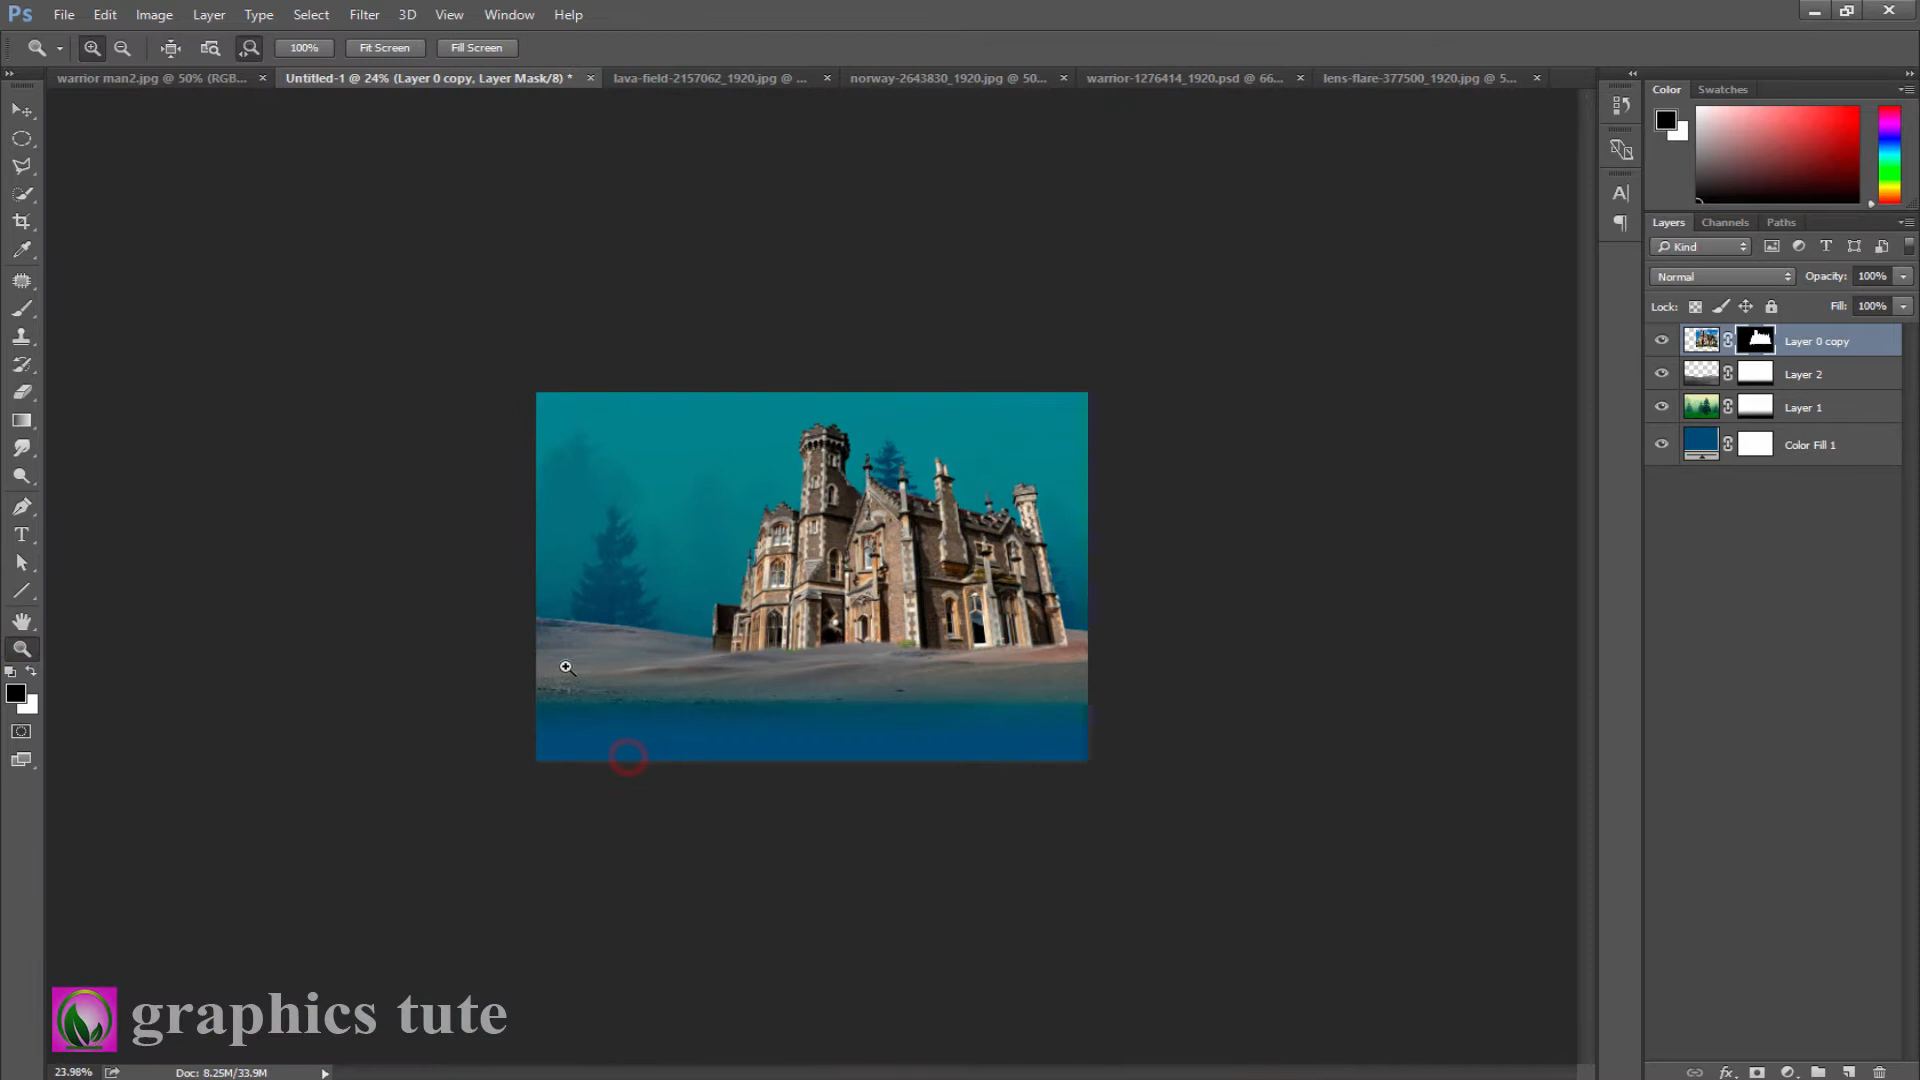 Ps File Edit Image Layer Type Select Filter 3D View Window Help
100% Fit Screen Fill Screen
warrior man2.jpg @ 50% (RGB... × Untitled-1 @ 24% (Layer 0 copy, Layer Mask/8) * × lava-field-2157062_1920.jpg @ ... × norway-2643830_1920.jpg @ 50... × warrior-1276414_1920.psd @ 66... × lens-flare-377500_1920.jpg @ 5... ×
Color Swatches
Layers Channels Paths
Kind
Normal Opacity: 100%
Lock: Fill: 100%
Layer 0 copy
Layer 2
Layer 1
Color Fill 1
graphics tute
23.98% Doc: 8.25M/33.9M